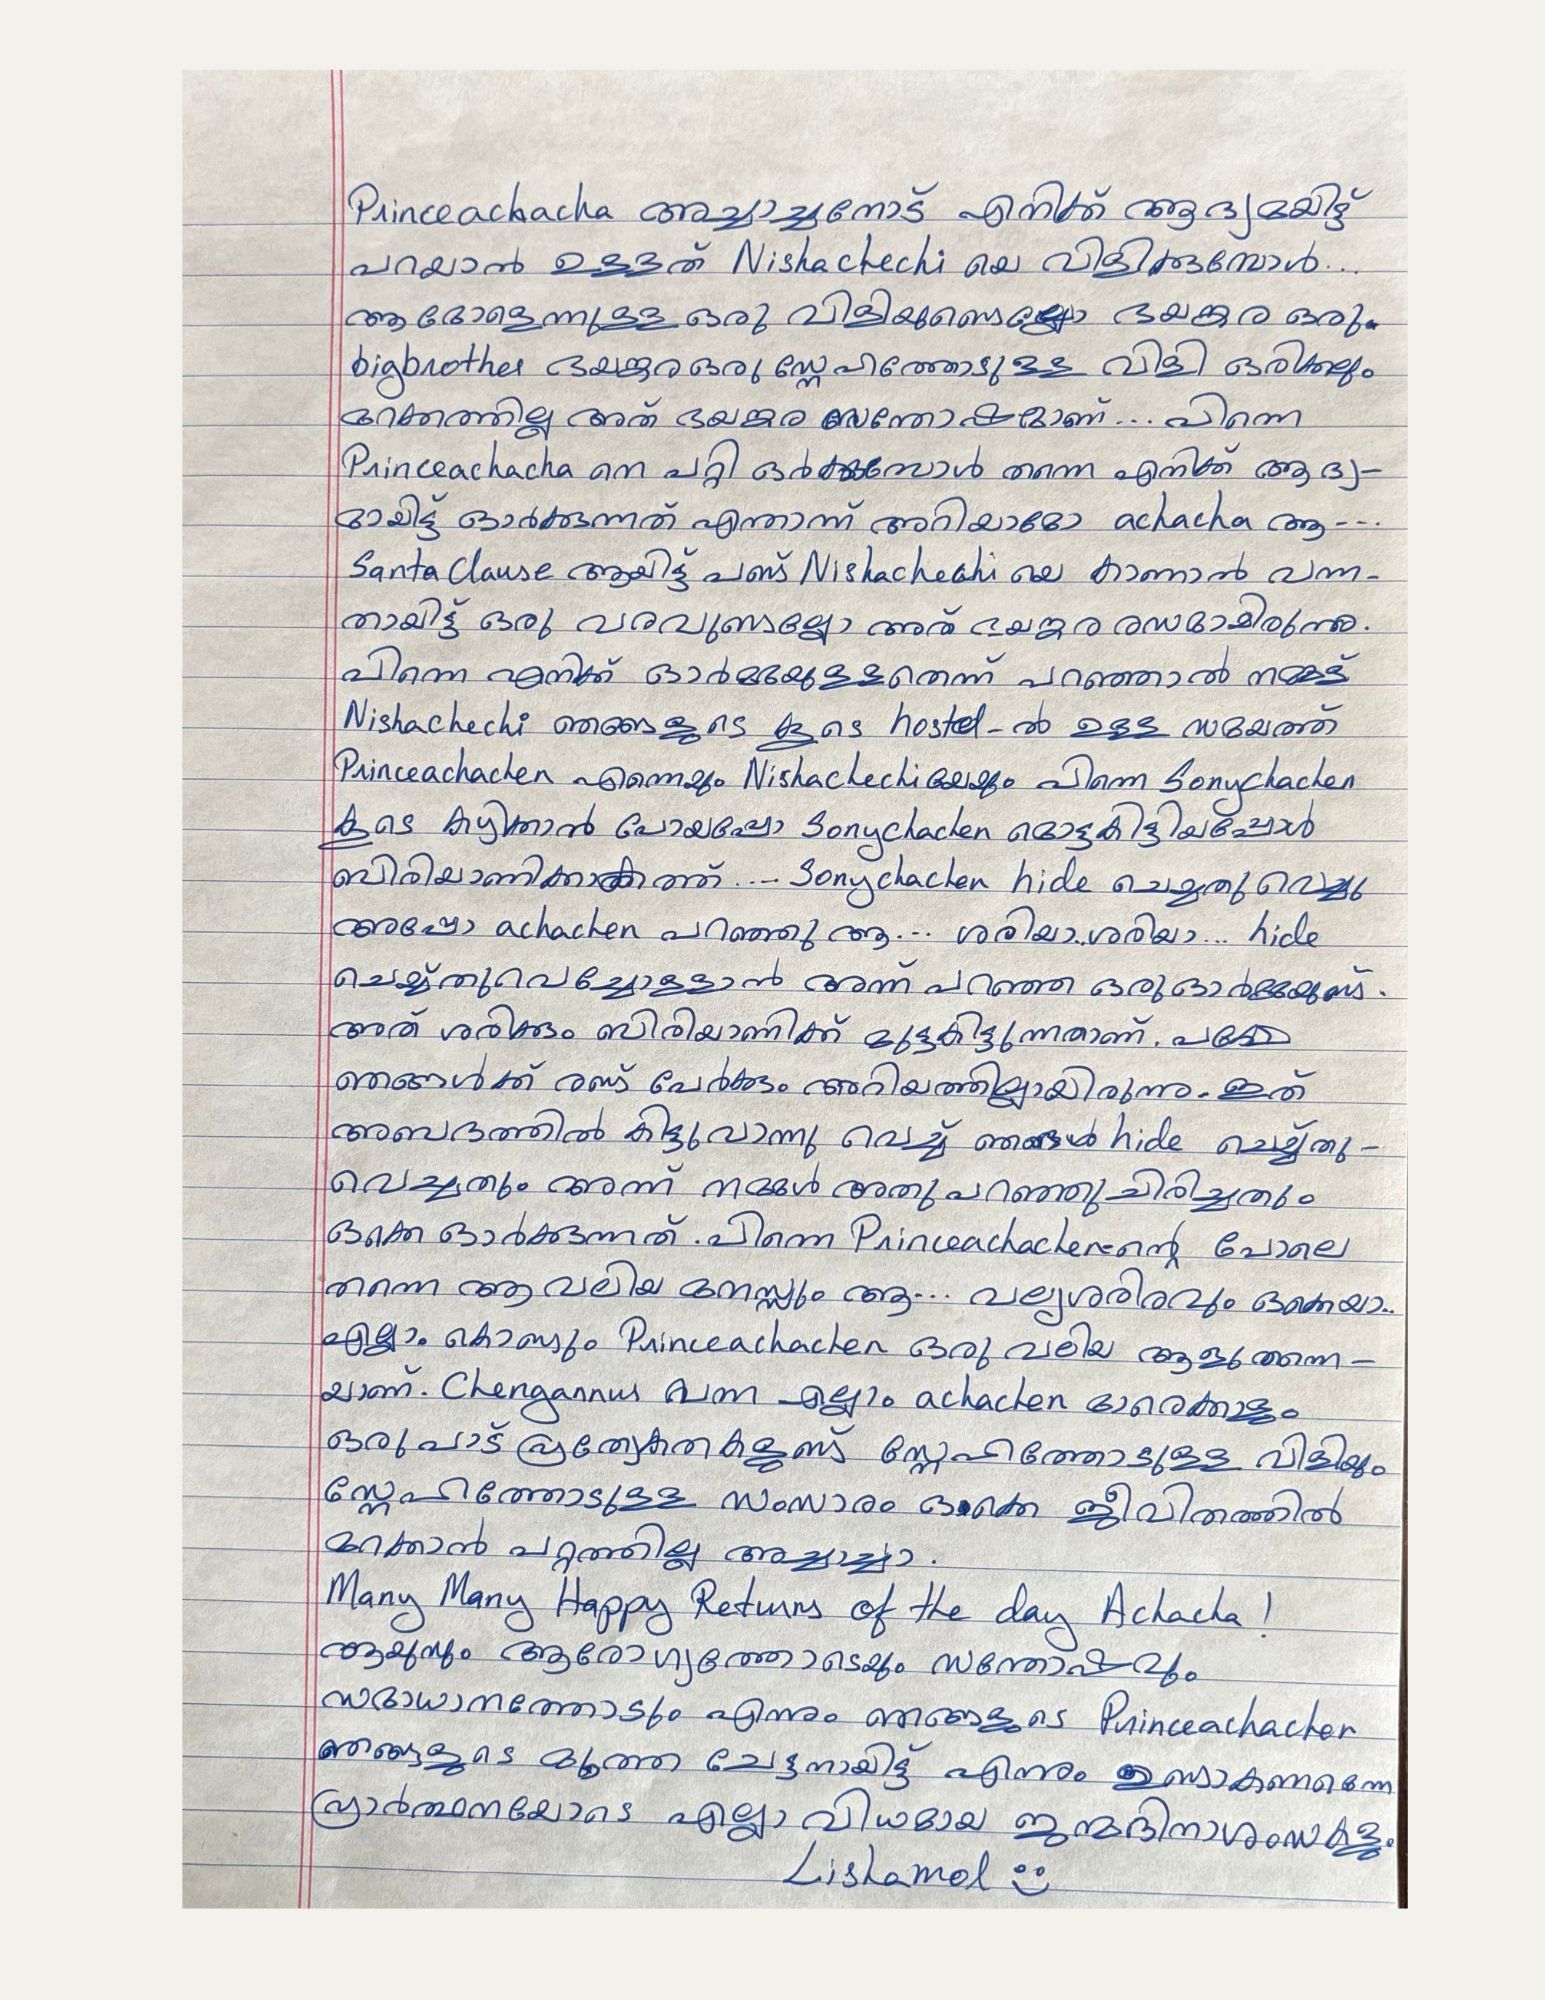 Princeachacha അച്ചാച്ചനോട് എനിക്ക് ആദ്യമയിട്ട്
പറയാൻ ഉള്ളത് Nishachechi യെ വിളിക്കുമ്പോൾ...
ആമോളെന്നുള്ള ഒരു വിളിയുണ്ടെല്ലോ ഭയങ്കര ഒരു.
bigbrother ഭയങ്കര ഒരു സ്നേഹത്തോടുള്ള വിളി ഒരിക്കലും
മറക്കത്തില്ല അത് ഭയങ്കര സന്തോഷമാണ്... പിന്നെ
Princeachacha നെ പറ്റി ഓർക്കുമ്പോൾ തന്നെ എനിക്ക് ആദ്യ-
മായിട്ട് ഓർക്കുന്നത് എന്താന്ന് അറിയാമോ achacha ആ---
Santa Clause ആയിട്ട് പണ്ട് Nishachechi യെ കാണാൻ വന്ന-
തായിട്ട് ഒരു വരവുണ്ടല്ലോ അത് ഭയങ്കര രസമായിരുന്നു.
പിന്നെ എനിക്ക് ഓർമ്മയുള്ളതെന്ന് പറഞ്ഞാൽ നമ്മടെ
Nishachechi ഞങ്ങളുടെ കൂടെ hostel-ൽ ഉള്ള സമയത്ത്
Princeachachen എന്നെയും Nishachechiയെയും പിന്നെ Sonychachen
കൂടെ കഴിക്കാൻ പോയപ്പോ Sonychachen മൊട്ടകിട്ടിയപ്പോൾ
ബിരിയാണിക്കകത്ത്.... Sonychachen hide ചെയ്തു വെച്ചു
അപ്പോ achachen പറഞ്ഞു ആ... ശരിയാ..ശരിയാ... hide
ചെയ്ത്തുവെച്ചോളാൻ അന്ന് പറഞ്ഞ ഒരു ഓർമ്മയുണ്ട്.
അത് ശരിക്കും ബിരിയാണിക്ക് മുട്ടകിട്ടുന്നതാണ്. പക്ഷേ
ഞങ്ങൾക്ക് രണ്ട് പേർക്കും അറിയത്തില്ലായിരുന്നു. ഇത്
അബദ്ധത്തിൽ കിട്ടുവാന്നു വെച്ച് ഞങ്ങൾ hide ചെയ്ത്തു-
വെച്ചതും അന്ന് നമ്മൾ അതു പറഞ്ഞു ചിരിച്ചതും
ഒക്കെ ഓർക്കുന്നത്. പിന്നെ Princeachachen-ന്റെ പോലെ
തന്നെ ആ വലിയ മനസ്സും ആ... വല്യശരീരവും ഒക്കെയാ..
എല്ലാം കൊണ്ടും Princeachachen ഒരു വലിയ ആളു തന്നെ-
യാണ്. Chengannur വന്ന എല്ലാം achachen മാരെക്കാളും
ഒരുപാട് പ്രത്യേകതകളുണ്ട് സ്നേഹത്തോടുള്ള വിളിയും
സ്നേഹത്തോടുള്ള സംസാരം ഒക്കെ ജീവിതത്തിൽ
മറക്കാൻ പറ്റത്തില്ല അച്ചാച്ചാ.
Many Many Happy Returns of the day Achacha!
ആയുസും ആരോഗ്യത്തോടെയും സന്തോഷവും
സമാധാനത്തോടും എന്നും ഞങ്ങളുടെ Princeachachen
ഞങ്ങളുടെ മൂത്ത ചേട്ടനായിട്ട് എന്നും ഉണ്ടാകണമെന്ന
പ്രാർത്ഥനയോടെ എല്ലാ വിധമായ ജന്മദിനാശംസകളും
Lishamol